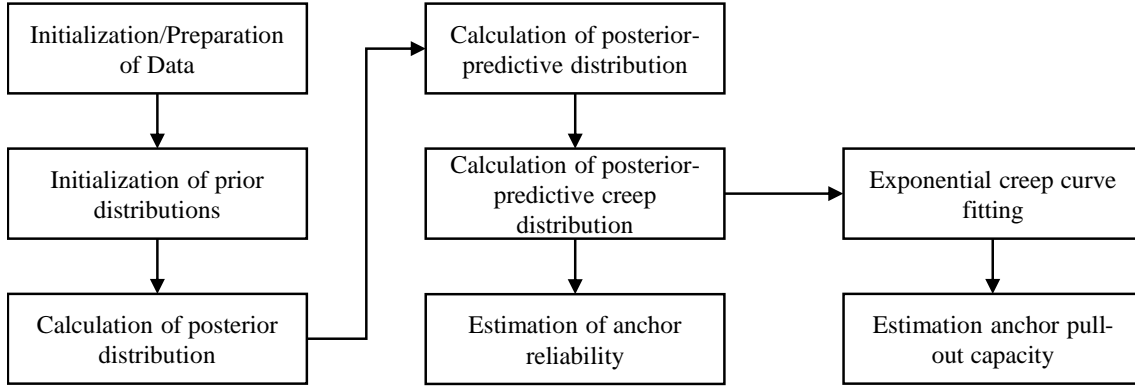 Initialization/Preparation
of Data
Initialization of prior
distributions
Calculation of posterior
distribution
Calculation of posterior-
predictive distribution
Calculation of posterior-
predictive creep
distribution
Estimation of anchor
reliability
Exponential creep curve
fitting
Estimation anchor pull-
out capacity